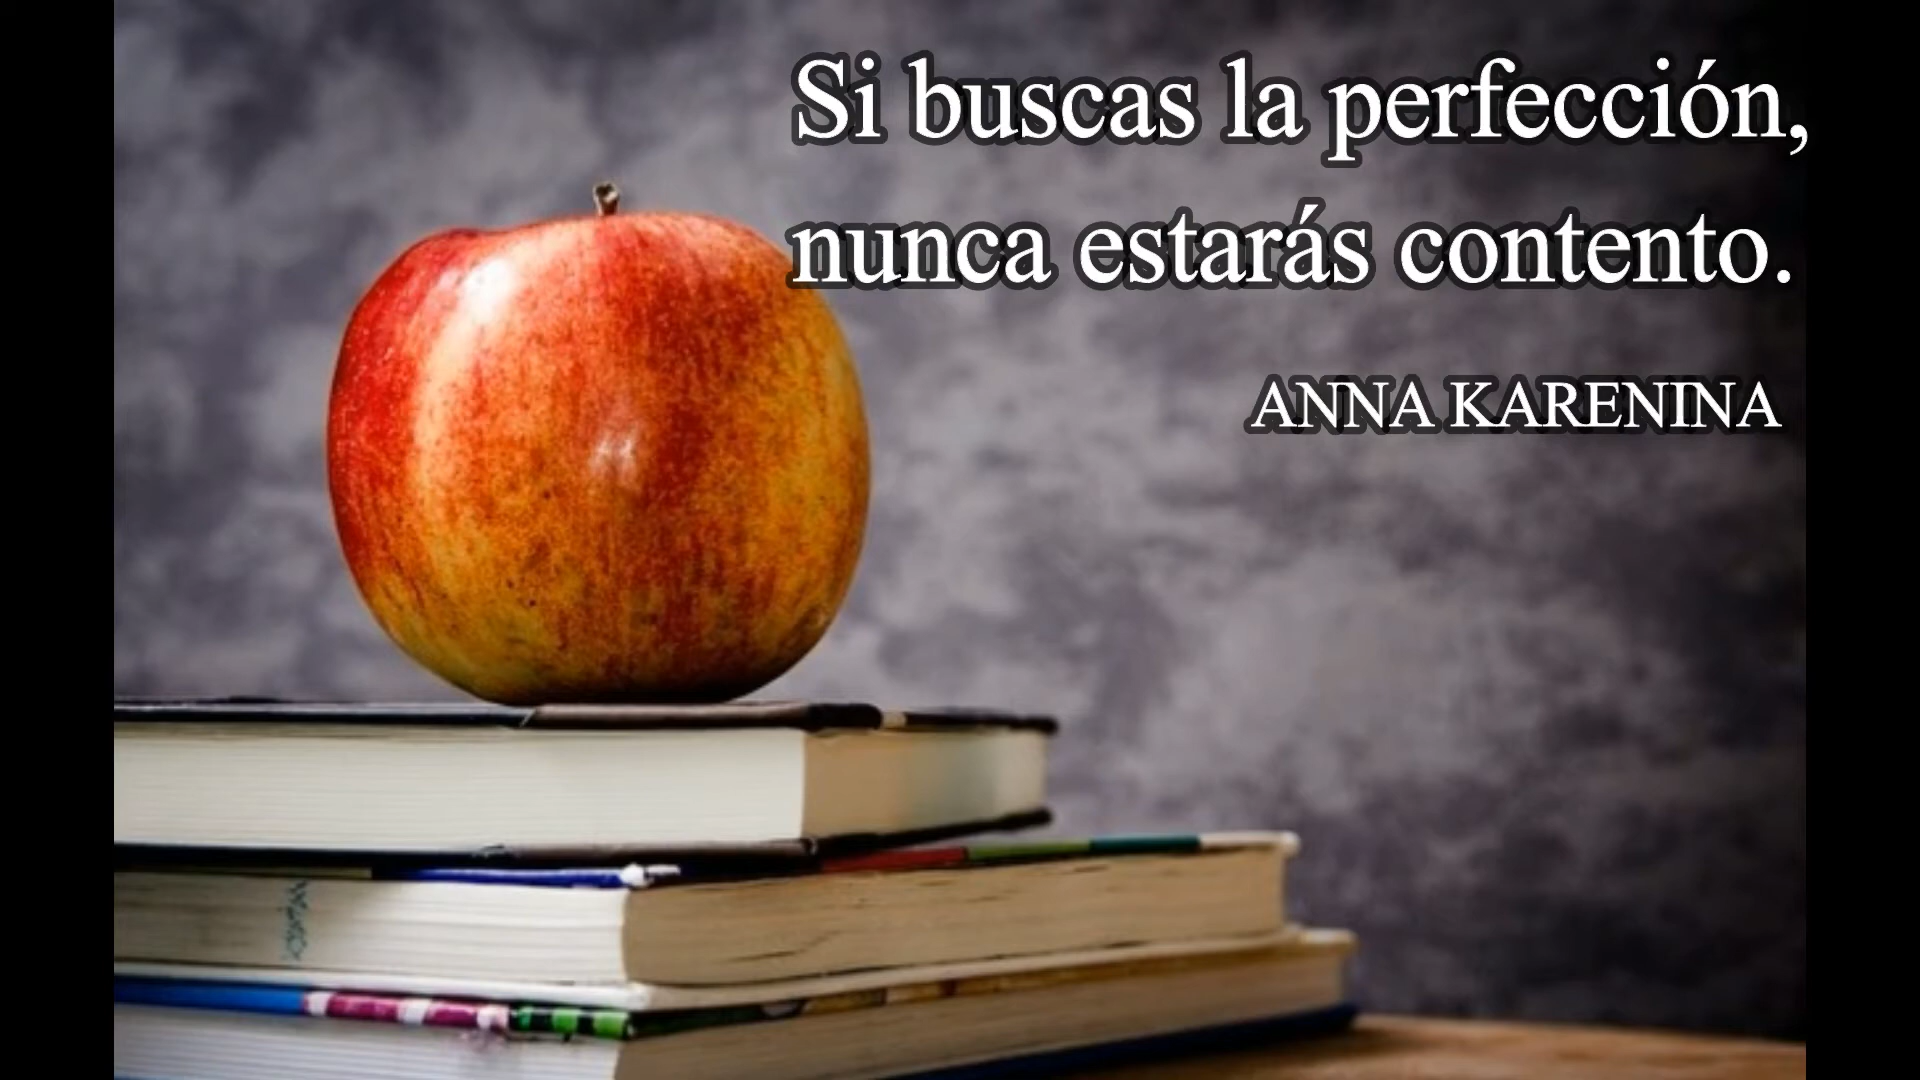 Si buscas la perfección,
nunca estarás contento.
ANNA KARENINA